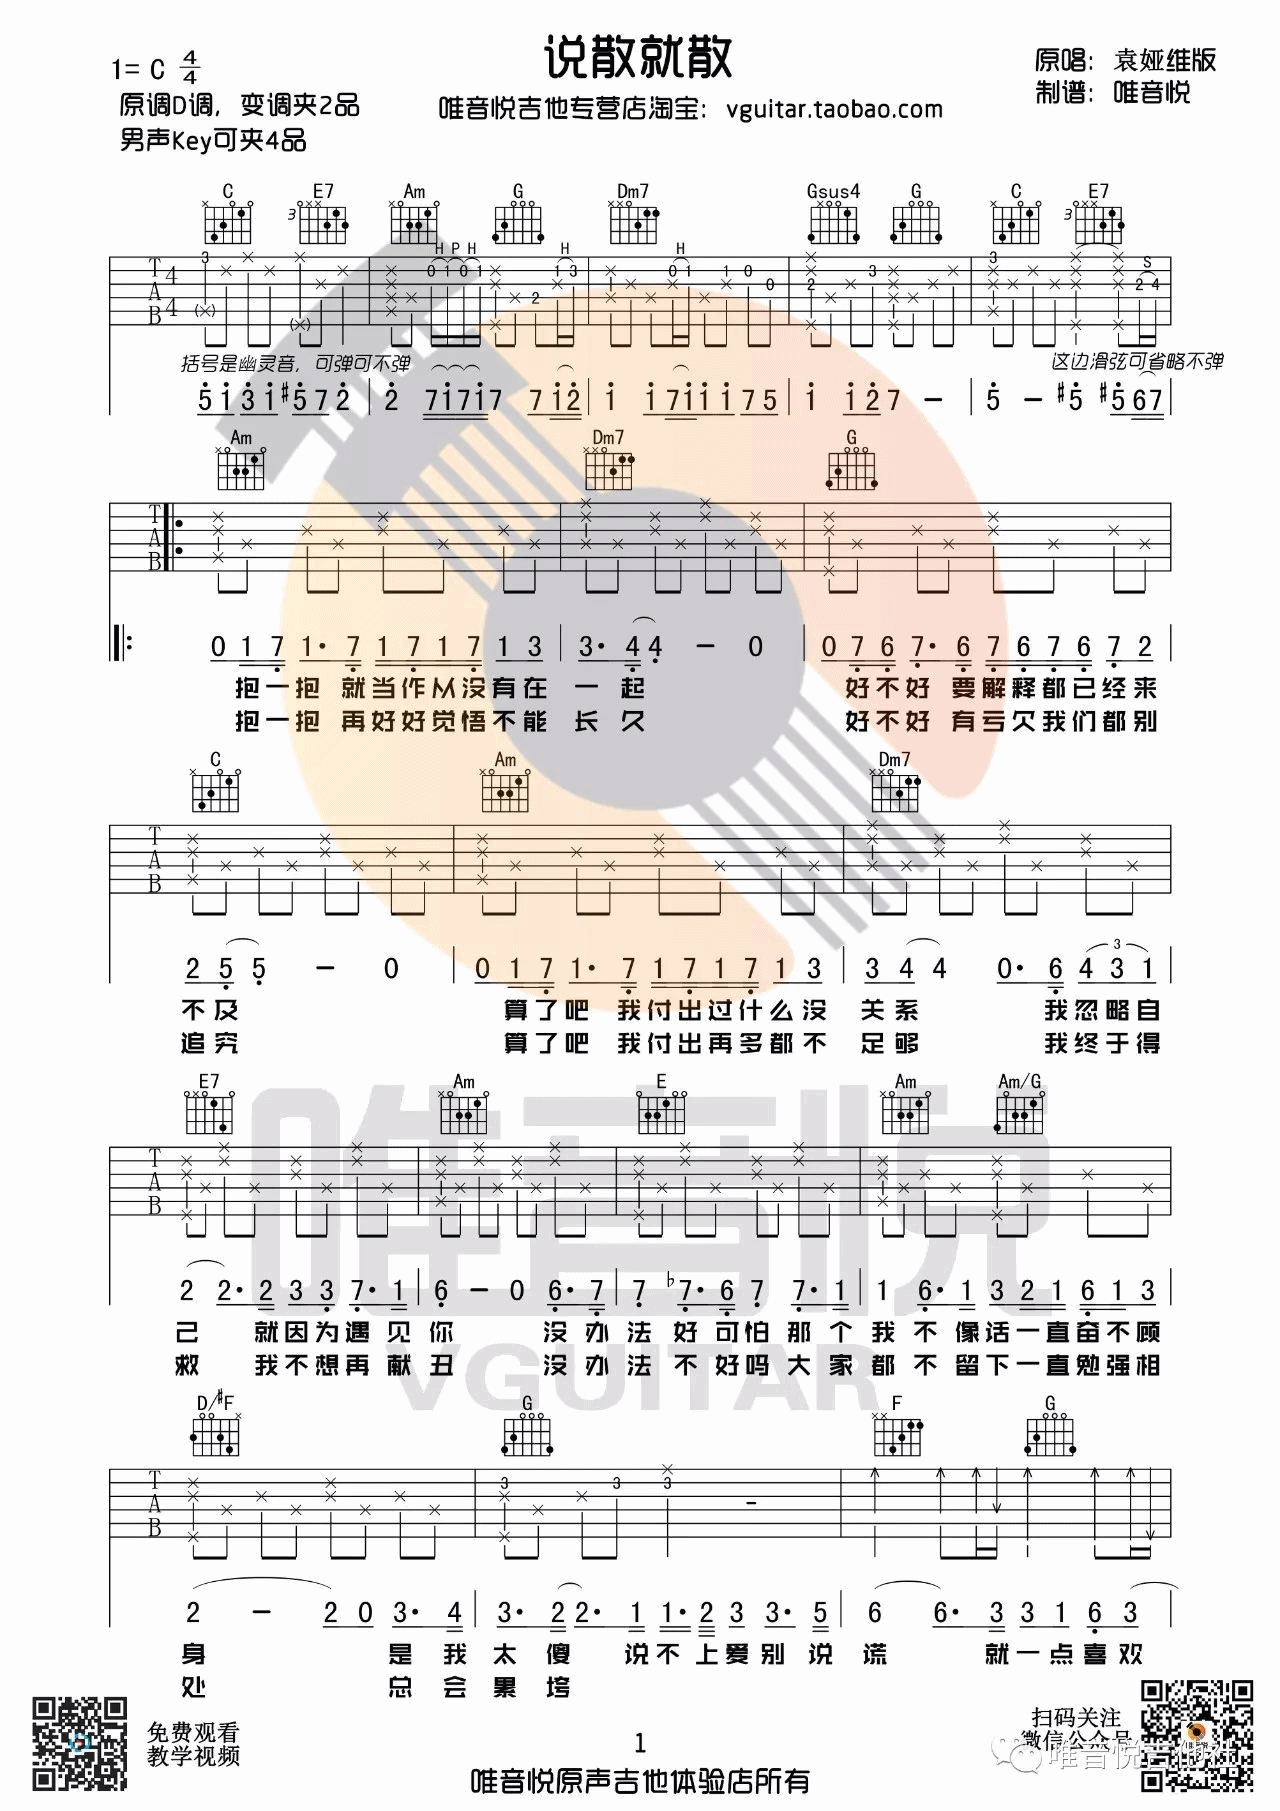 说散就散
1= C 4/4
原唱：袁娅维版
原调D调，变调夹2品
唯音悦吉他专营店淘宝：vguitar.taobao.com
制谱：唯音悦
男声Key可夹4品
C E7 Am G Dm7 Gsus4 G C E7
3 3
H P H H H S
括号是幽灵音，可弹可不弹
这边滑弦可省略不弹
5 1 3 1 #5 7 2 | 2 7 1 7 1 7 7 1 2 | 1 1 7 1 1 1 7 5 | 1 1 2 7 － | 5 － #5 #5 6 7
Am Dm7 G
0 1 7 1· 7 1 7 1 7 1 3 | 3· 4 4 － 0 | 0 7 6 7· 6 7 6 7 6 7 2
抱一抱 就当作从没有在 一起 好不好 要解释都已经来
抱一抱 再好好觉悟不能 长久 好不好 有亏欠我们都别
C Am Dm7
2 5 5 － 0 | 0 1 7 1· 7 1 7 1 7 1 3 | 3 4 4 0· 6 4 3 1
不及 算了吧 我付出过什么没 关系 我忽略自
追究 算了吧 我付出再多都不 足够 我终于得
E7 Am E Am Am/G
2 2· 2 3 3 7· 1 | 6 － 0 6· 7 | 7 ♭7· 6 7 7· 1 | 1 6· 1 3 2 1 6 1 3
己 就因为遇见你 没办法好可怕那个我不像话一直奋不顾
救 我不想再献丑 没办法不好吗大家都不留下一直勉强相
D/#F G F G
2 － 2 0 3· 4 | 3· 2 2· 1 1· 2 3 3· 5 | 6 6· 3 3 1 6 3
身 是我太傻 说不上爱别说谎 就一点喜欢
处 总会累垮
免费观看
教学视频
1
扫码关注
微信公众号
唯音悦原声吉他体验店所有
唯音悦吉他社
唯音悦
VGUITAR